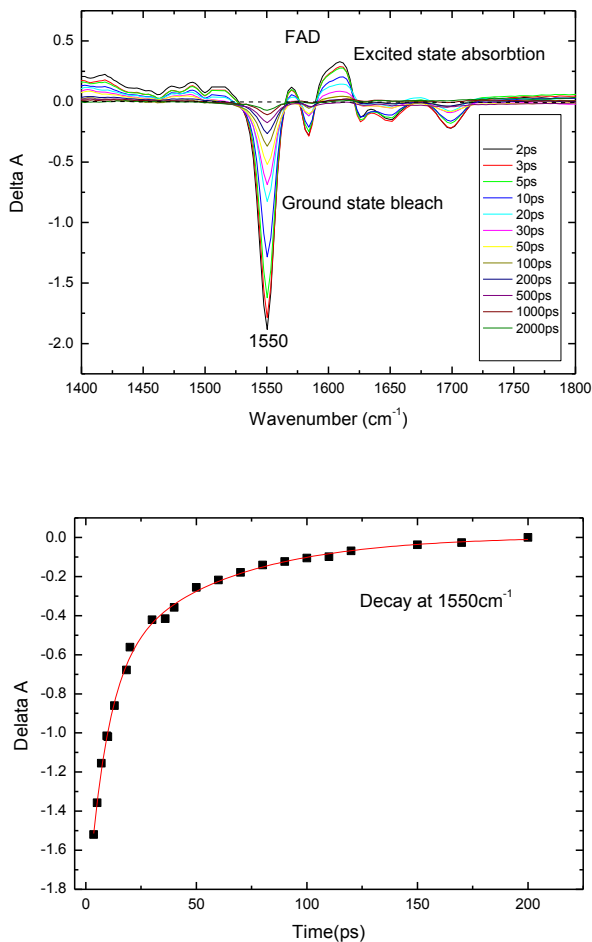 FAD
Excited state absorbtion
0.5
0.0
-0.5
-1.0
-1.5
-2.0
Delta A
Ground state bleach
1550
2ps
3ps
5ps
10ps
20ps
30ps
50ps
100ps
200ps
500ps
1000ps
2000ps
1400 1450 1500 1550 1600 1650 1700 1750 1800
Wavenumber (cm-1)
0.0
-0.2
-0.4
-0.6
-0.8
-1.0
-1.2
-1.4
-1.6
-1.8
Delata A
Decay at 1550cm-1
0 50 100 150 200
Time(ps)